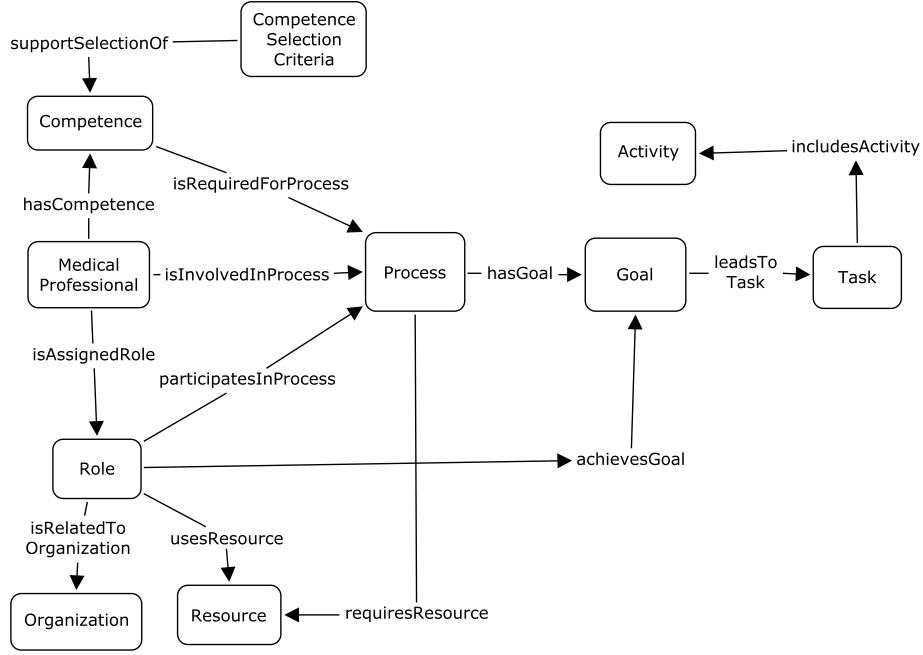 Competence
Selection
Criteria
supportSelectionOf
Competence
Activity
includesActivity
isRequiredForProcess
hasCompetence
Medical
Professional
isInvolvedInProcess
Process
hasGoal
Goal
leadsTo
Task
Task
isAssignedRole
participatesInProcess
Role
achievesGoal
isRelatedTo
Organization
usesResource
Organization
Resource
requiresResource